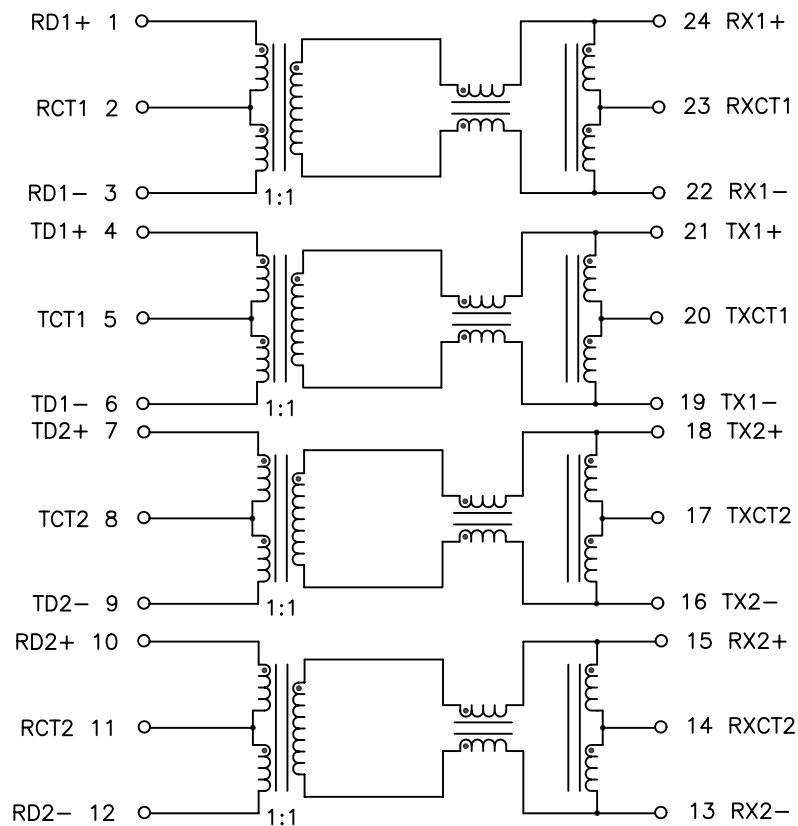 RD1+ 1 24 RX1+
RCT1 2 23 RXCT1
RD1- 3 22 RX1-
1:1
TD1+ 4 21 TX1+
TCT1 5 20 TXCT1
TD1- 6 19 TX1-
1:1
TD2+ 7 18 TX2+
TCT2 8 17 TXCT2
TD2- 9 16 TX2-
1:1
RD2+ 10 15 RX2+
RCT2 11 14 RXCT2
RD2- 12 13 RX2-
1:1